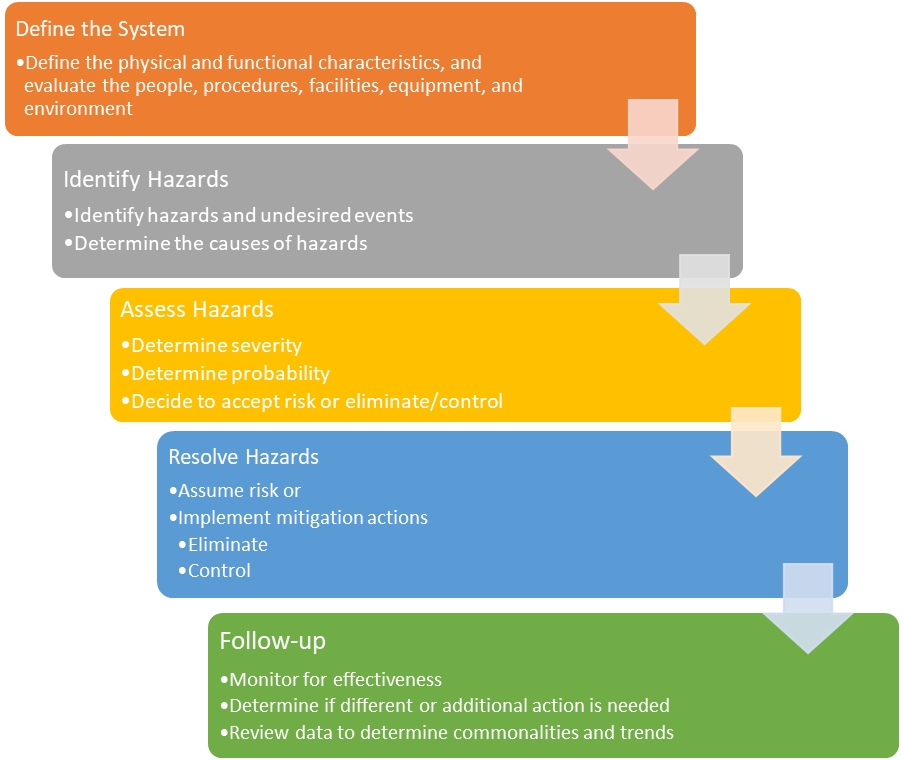 Define the System
•Define the physical and functional characteristics, and
evaluate the people, procedures, facilities, equipment, and
environment
Identify Hazards
•Identify hazards and undesired events
•Determine the causes of hazards
Assess Hazards
•Determine severity
•Determine probability
•Decide to accept risk or eliminate/control
Resolve Hazards
•Assume risk or
•Implement mitigation actions
•Eliminate
•Control
Follow-up
•Monitor for effectiveness
•Determine if different or additional action is needed
•Review data to determine commonalities and trends